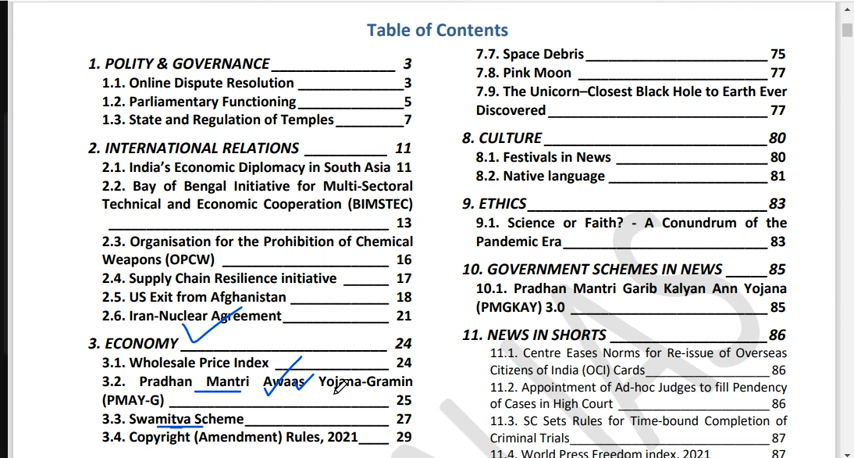 Table of Contents
1. POLITY & GOVERNANCE 3
1.1. Online Dispute Resolution 3
1.2. Parliamentary Functioning 5
1.3. State and Regulation of Temples 7
2. INTERNATIONAL RELATIONS 11
2.1. India's Economic Diplomacy in South Asia 11
2.2. Bay of Bengal Initiative for Multi-Sectoral
Technical and Economic Cooperation (BIMSTEC)
13
2.3. Organisation for the Prohibition of Chemical
Weapons (OPCW) 16
2.4. Supply Chain Resilience initiative 17
2.5. US Exit from Afghanistan 18
2.6. Iran-Nuclear Agreement 21
3. ECONOMY 24
3.1. Wholesale Price Index 24
3.2. Pradhan Mantri Awaas Yojana-Gramin
(PMAY-G) 25
3.3. Swamitva Scheme 27
3.4. Copyright (Amendment) Rules, 2021 29
7.7. Space Debris 75
7.8. Pink Moon 77
7.9. The Unicorn–Closest Black Hole to Earth Ever
Discovered 77
8. CULTURE 80
8.1. Festivals in News 80
8.2. Native language 81
9. ETHICS 83
9.1. Science or Faith? - A Conundrum of the
Pandemic Era 83
10. GOVERNMENT SCHEMES IN NEWS 85
10.1. Pradhan Mantri Garib Kalyan Ann Yojana
(PMGKAY) 3.0 85
11. NEWS IN SHORTS 86
11.1. Centre Eases Norms for Re-issue of Overseas
Citizens of India (OCI) Cards 86
11.2. Appointment of Ad-hoc Judges to fill Pendency
of Cases in High Court 86
11.3. SC Sets Rules for Time-bound Completion of
Criminal Trials 87
11.4. World Press Freedom index, 2021 87